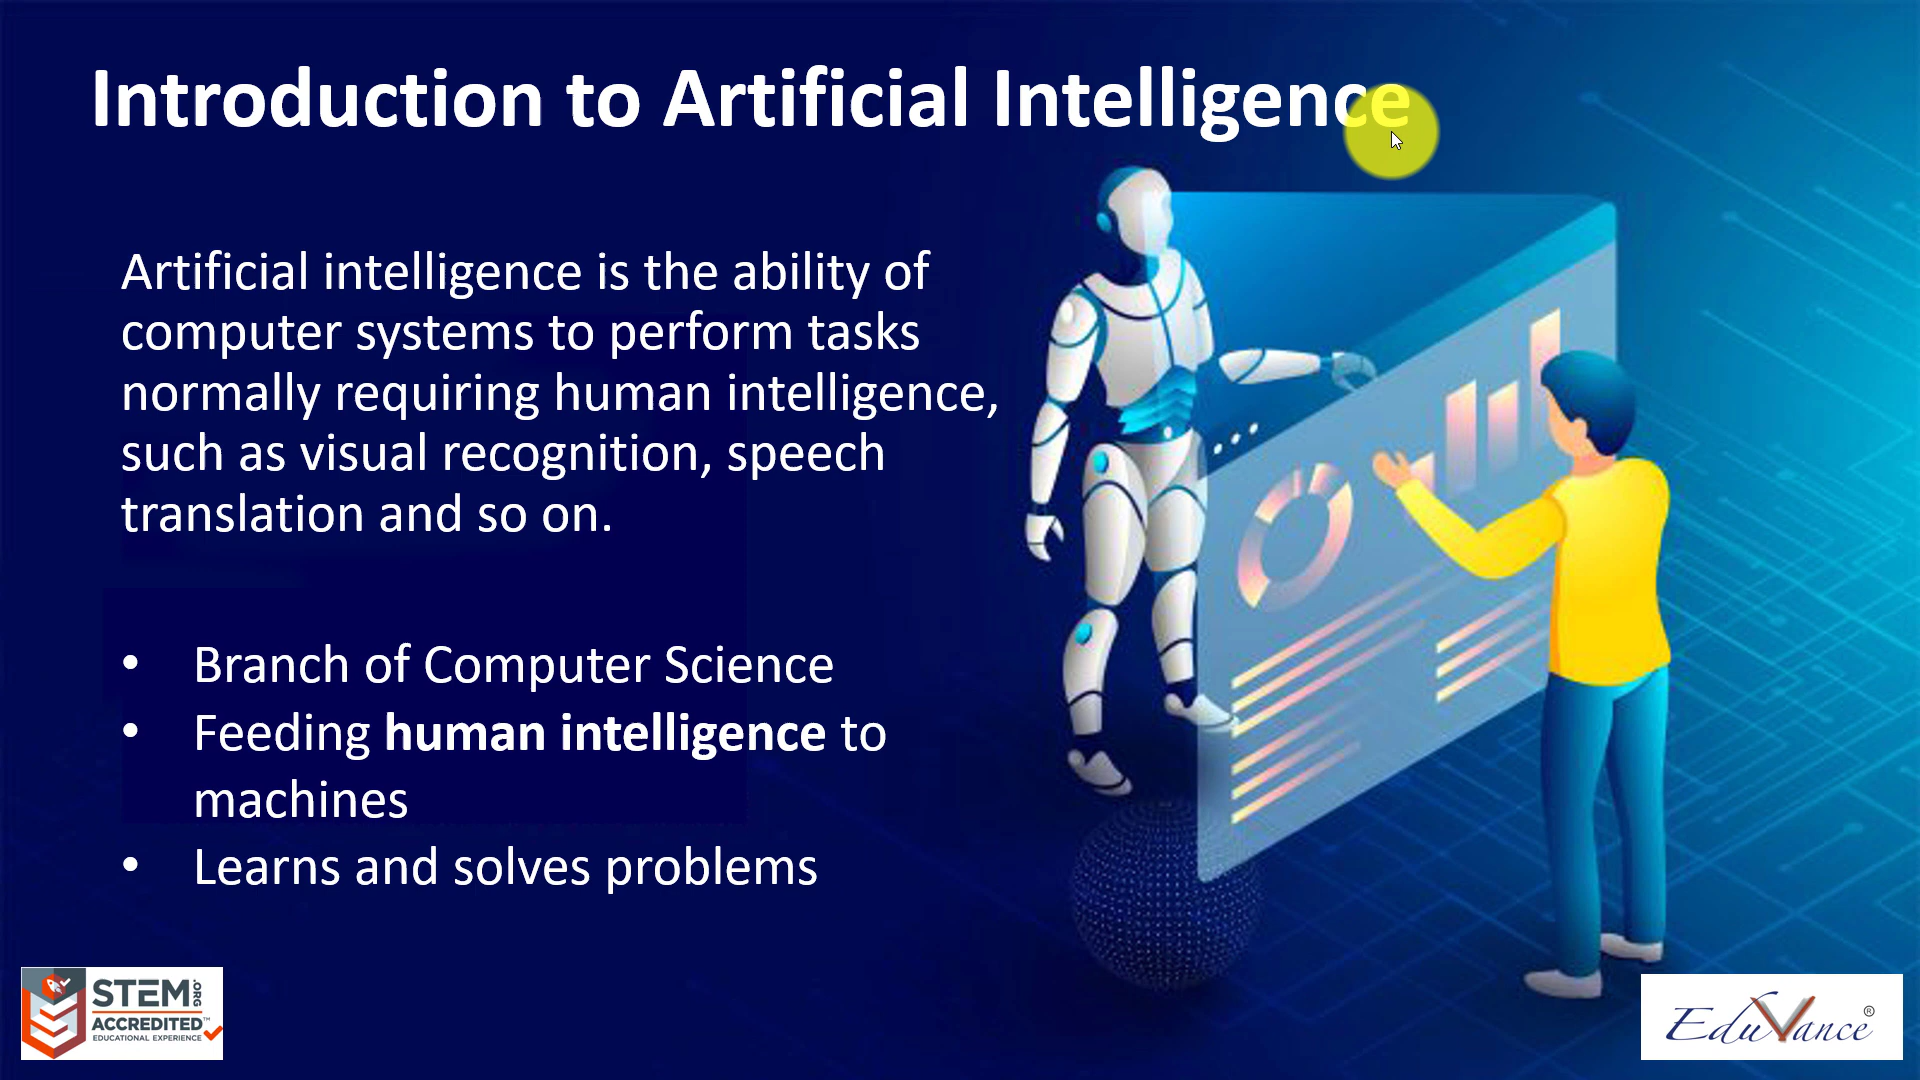 Introduction to Artificial Intelligence
Artificial intelligence is the ability of
computer systems to perform tasks
normally requiring human intelligence,
such as visual recognition, speech
translation and so on.
• Branch of Computer Science
• Feeding human intelligence to
machines
• Learns and solves problems
STEM.ORG
ACCREDITED™
EDUCATIONAL EXPERIENCE
EduVance®